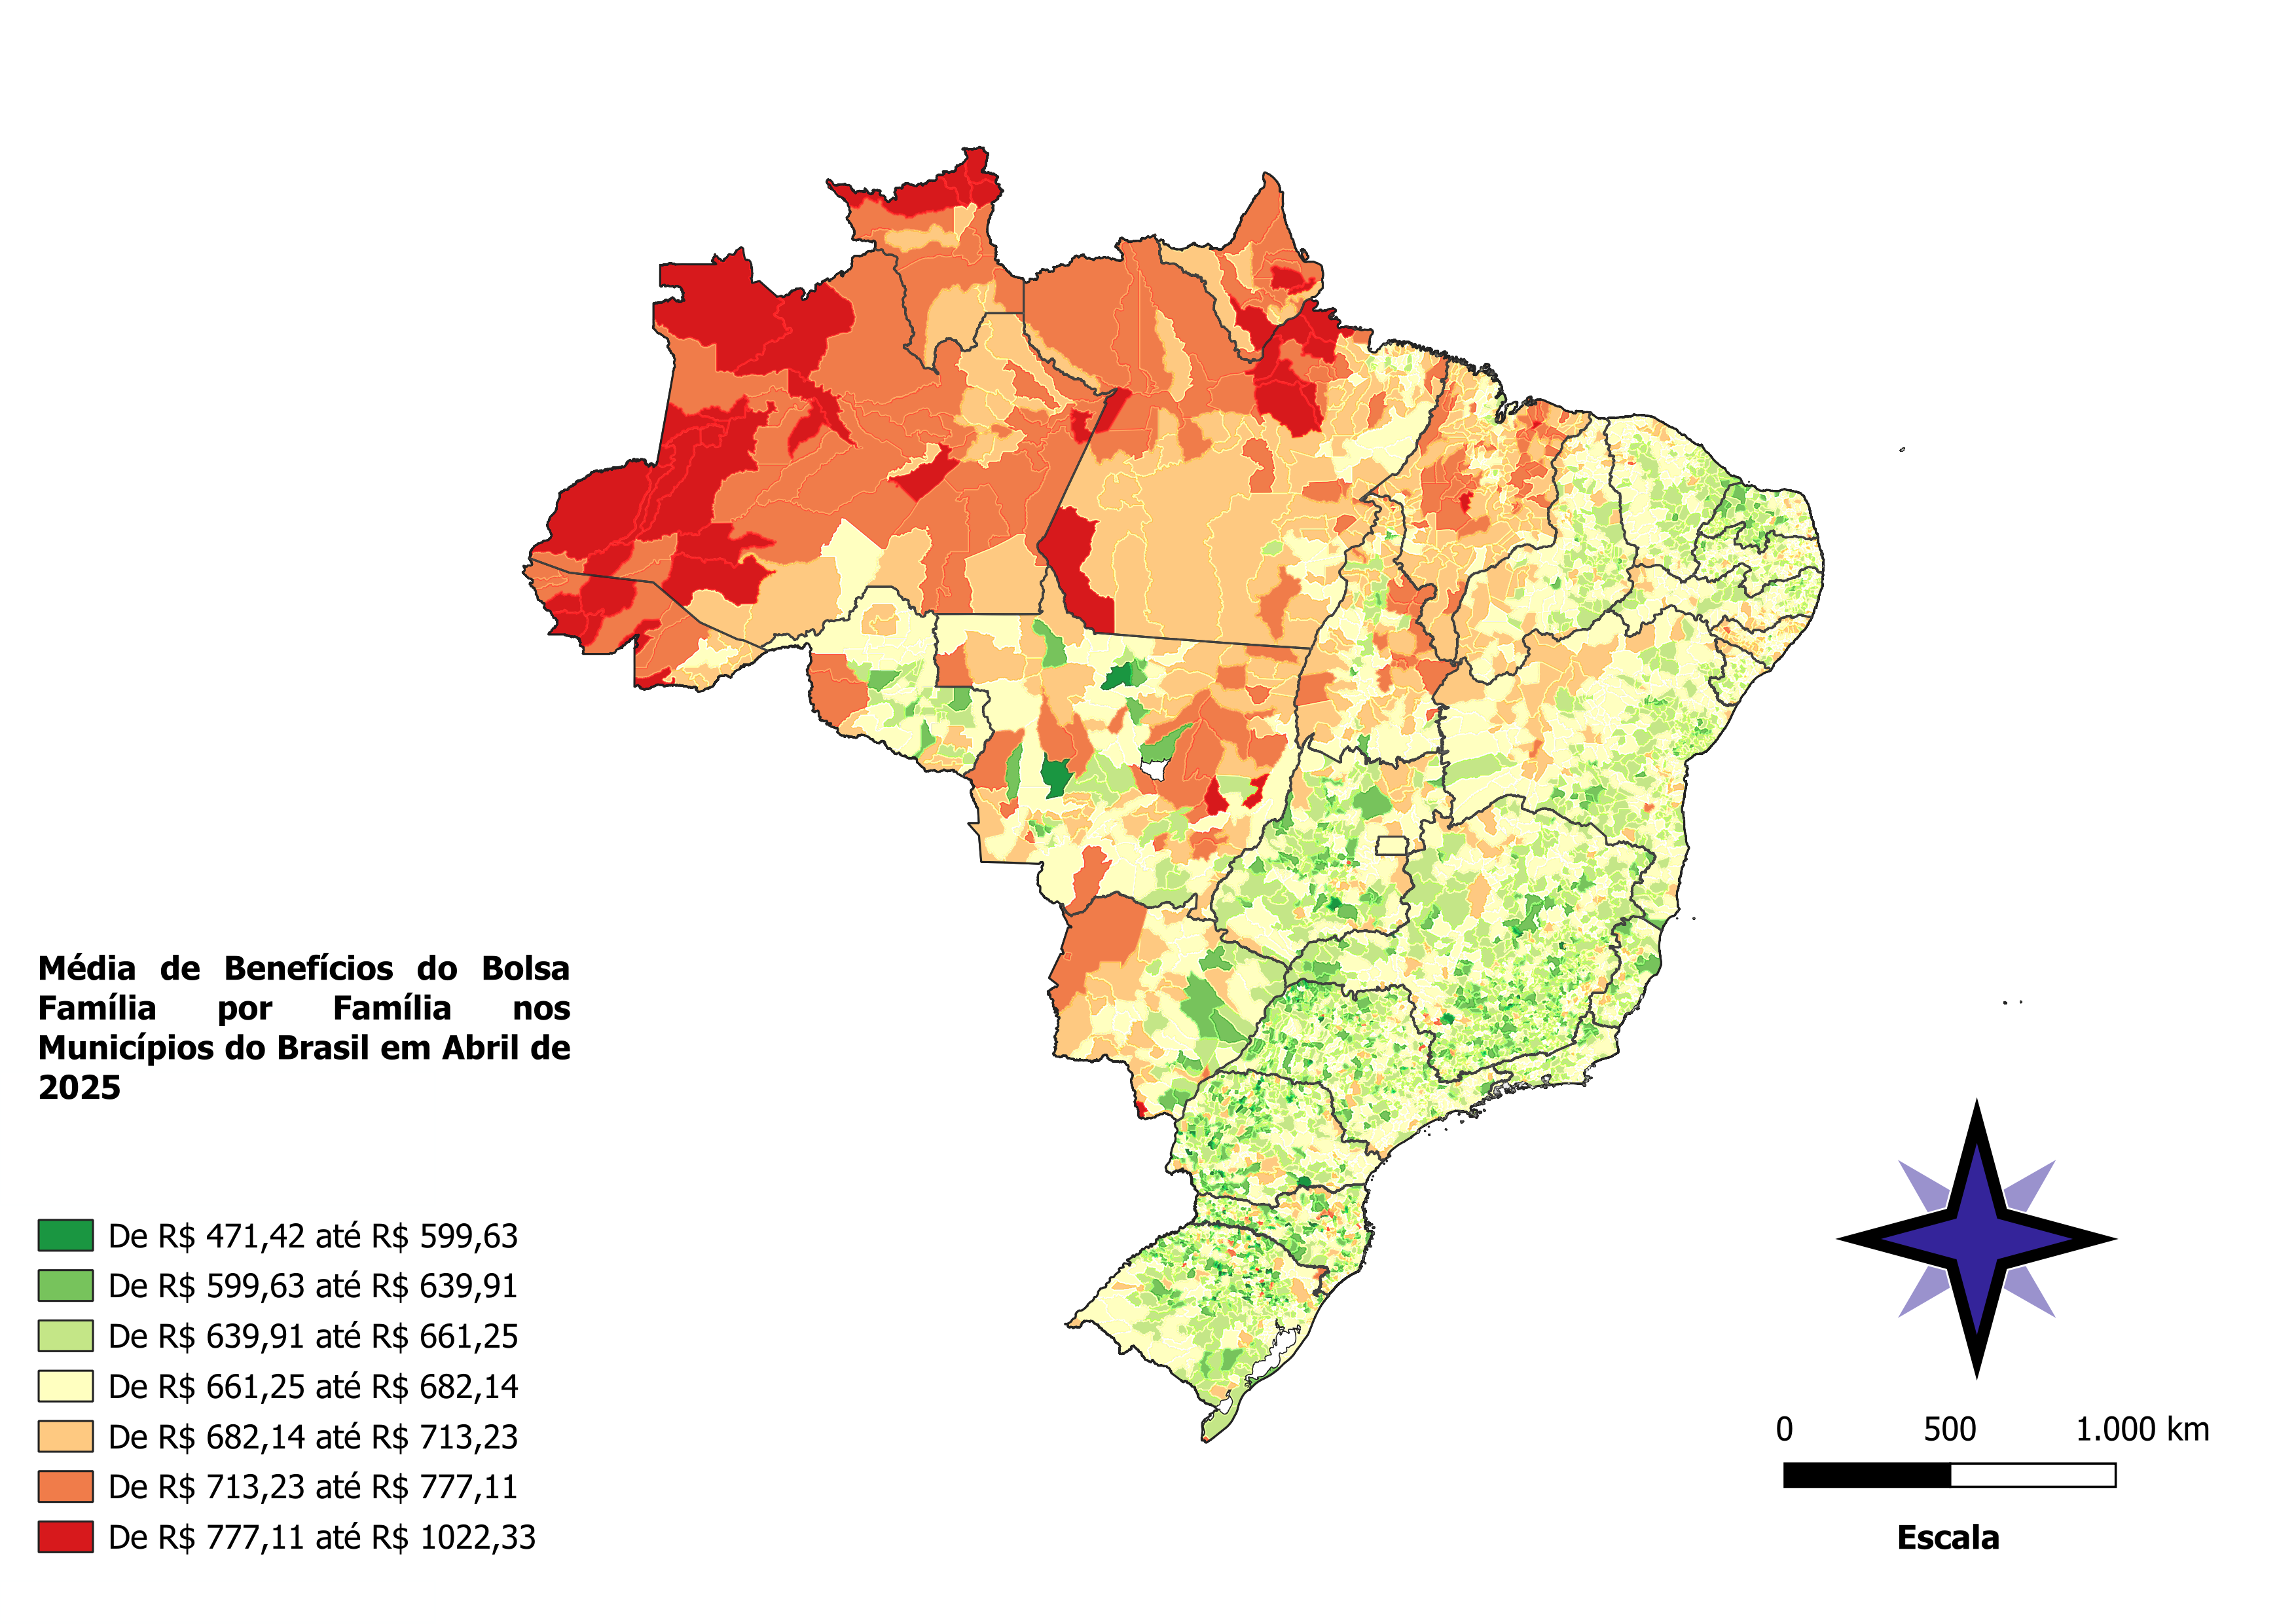 Média de Benefícios do Bolsa
Família por Família nos
Municípios do Brasil em Abril de
2025
De R$ 471,42 até R$ 599,63
De R$ 599,63 até R$ 639,91
De R$ 639,91 até R$ 661,25
De R$ 661,25 até R$ 682,14
De R$ 682,14 até R$ 713,23
De R$ 713,23 até R$ 777,11
De R$ 777,11 até R$ 1022,33
0 500 1.000 km
Escala